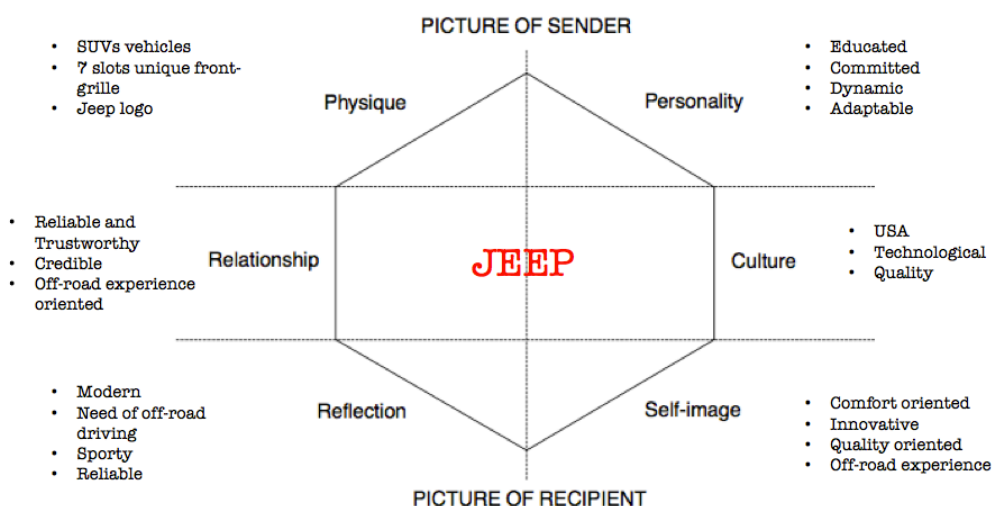 PICTURE OF SENDER
• SUVs vehicles
• 7 slots unique front-
grille
• Jeep logo
Physique
Personality
• Educated
• Committed
• Dynamic
• Adaptable
• Reliable and
Trustworthy
• Credible
• Off-road experience
oriented
Relationship
JEEP
Culture
• USA
• Technological
• Quality
• Modern
• Need of off-road
driving
• Sporty
• Reliable
Reflection
Self-image
• Comfort oriented
• Innovative
• Quality oriented
• Off-road experience
PICTURE OF RECIPIENT